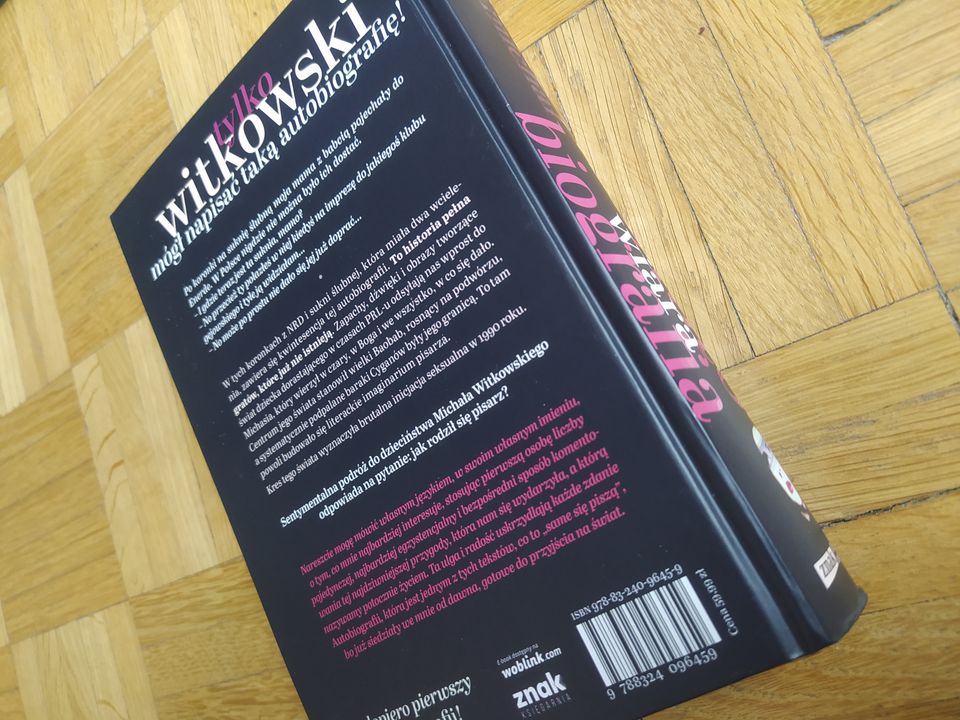 tylko
witkowski
mógł napisać taką autobiografię!
Po koronki na suknię ślubną moja mama z babcią pojechały do
Enerde. W Polsce nigdzie nie można było ich dostać.
– I gdzie teraz jest ta suknia, mamo?
– No przecież ty polazłeś w niej kiedyś na imprezę do jakiegoś klubu
gejowskiego i tyle ją widziałam...
– No może po prostu nie dało się jej już doprać...
W tych koronkach z NRD i sukni ślubnej, która miała dwa wciele-
nia, zawiera się kwintesencja tej autobiografii. To historia pełna
gratów, które już nie istnieją. Zapachy, dźwięki i obrazy tworzące
świat dziecka dorastającego w czasach PRL-u odsyłają nas wprost do
Michasia, który wierzył w czary, w Boga i we wszystko, w co się dało.
Centrum jego świata stanowił wielki Baobab, rosnący na podwórzu,
a systematycznie podpalane baraki Cyganów były jego granicą. To tam
powoli budowało się literackie imaginarium pisarza.
Kres tego świata wyznaczyła brutalna inicjacja seksualna w 1990 roku.
Sentymentalna podróż do dzieciństwa Michała Witkowskiego
odpowiada na pytanie: jak rodził się pisarz?
Nareszcie mogę mówić własnym językiem, w swoim własnym imieniu,
o tym, co mnie najbardziej interesuje, stosując pierwszą osobę liczby
pojedynczej, najbardziej egzystencjalny i bezpośredni sposób komento-
wania tej najdziwniejszej przygody, która nam się wydarzyła, a którą
nazywamy potocznie życiem. Ta ulga i radość uskrzydlają każde zdanie
Autobiografii, która jest jednym z tych tekstów, co to „same się piszą”,
bo już siedziały we mnie od dawna, gotowe do przyjścia na świat.
dopiero pierwszy
E-book dostępny na
woblink.com
znak
KSIĘGARNIA
ISBN 978-83-240-9645-9
9 788324 096459
Cena 59,99 zł
wiara
biografia
znak